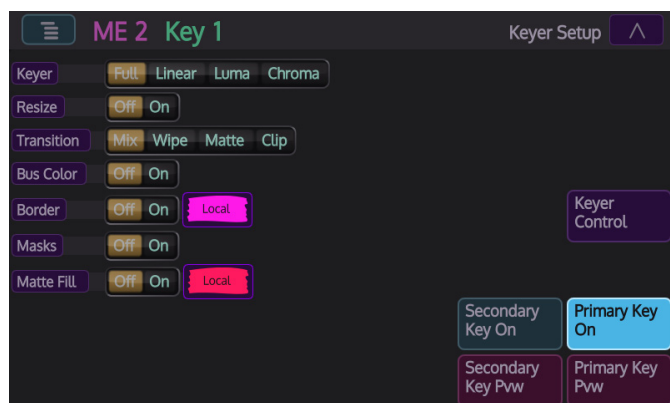 ME 2 Key 1 Keyer Setup
Keyer Full Linear Luma Chroma
Resize Off On
Transition Mix Wipe Matte Clip
Bus Color Off On
Border Off On Local
Keyer
Control
Masks Off On
Matte Fill Off On Local
Secondary
Key On
Primary Key
On
Secondary
Key Pvw
Primary Key
Pvw